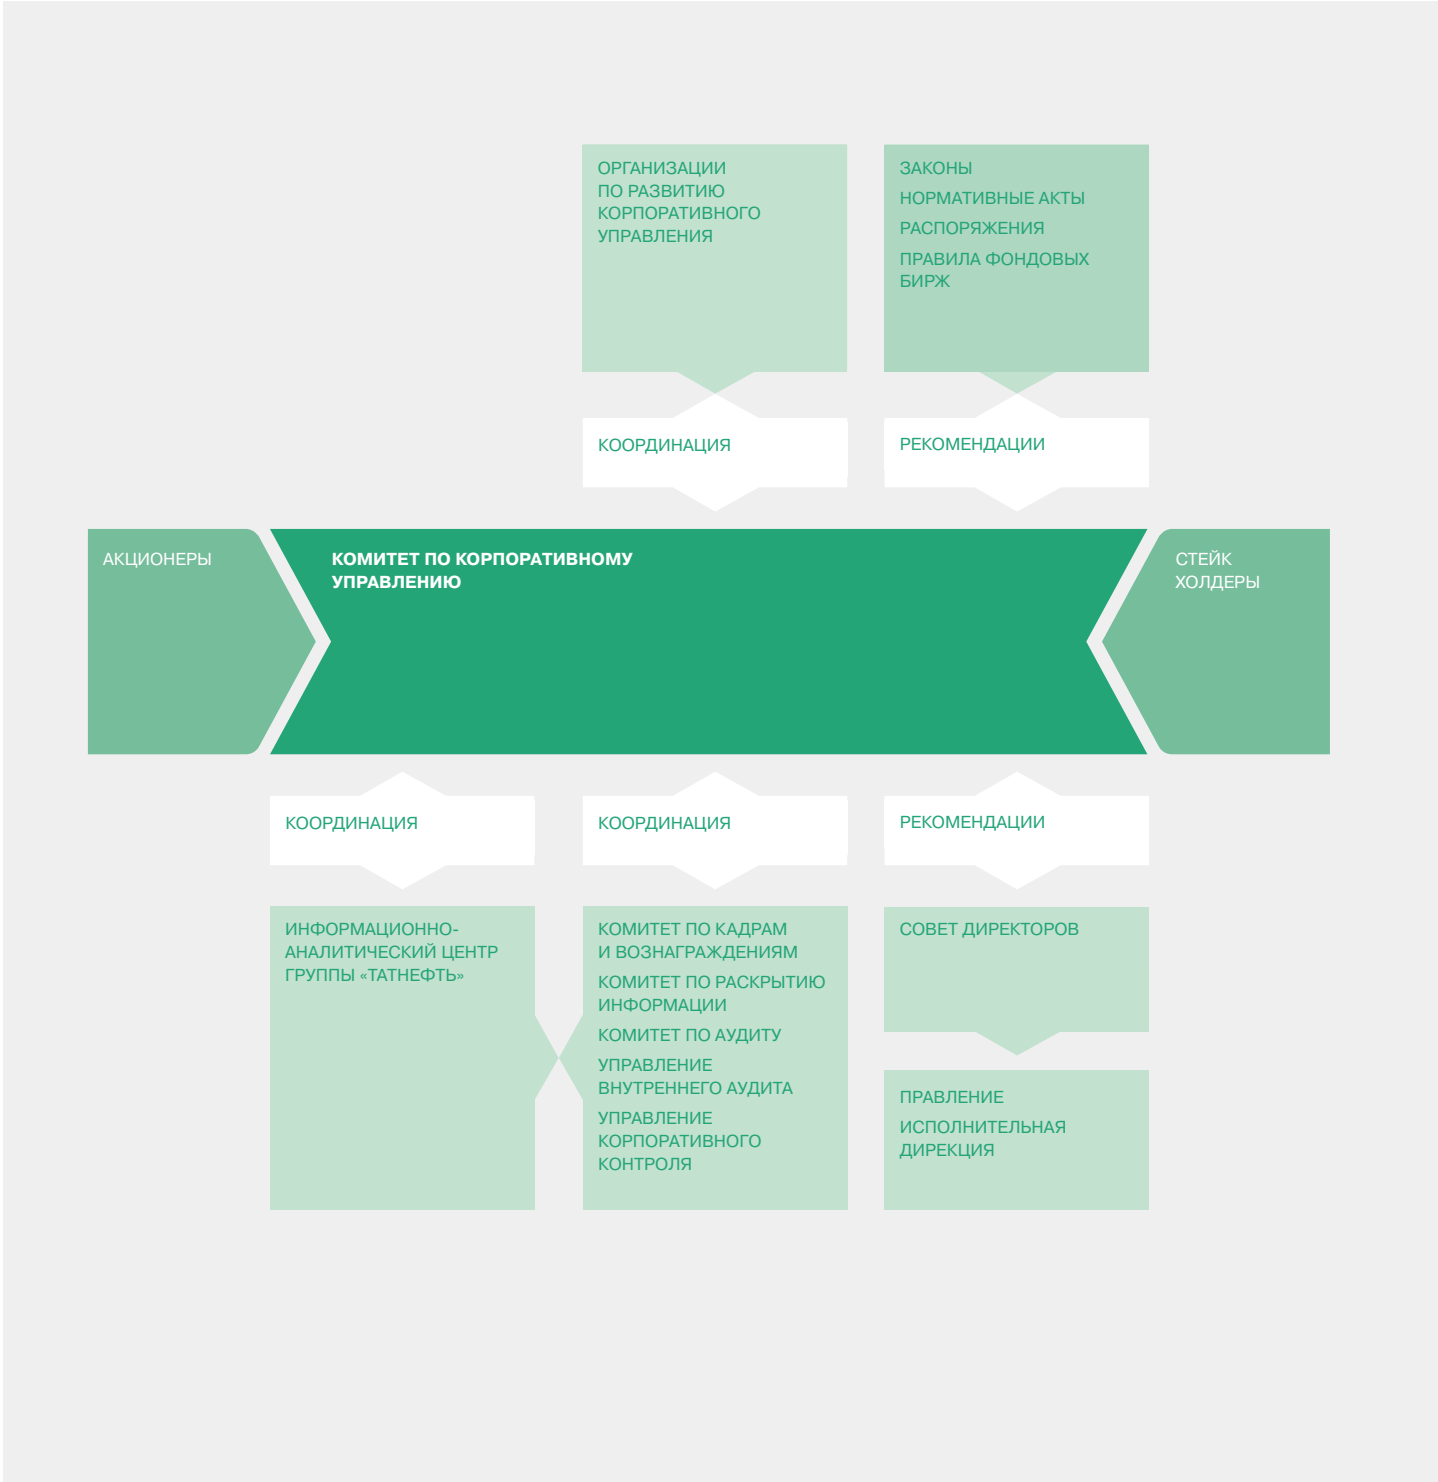 ОРГАНИЗАЦИИ
ПО РАЗВИТИЮ
КОРПОРАТИВНОГО
УПРАВЛЕНИЯ
ЗАКОНЫ
НОРМАТИВНЫЕ АКТЫ
РАСПОРЯЖЕНИЯ
ПРАВИЛА ФОНДОВЫХ
БИРЖ
КООРДИНАЦИЯ
РЕКОМЕНДАЦИИ
АКЦИОНЕРЫ
КОМИТЕТ ПО КОРПОРАТИВНОМУ
УПРАВЛЕНИЮ
СТЕЙК
ХОЛДЕРЫ
КООРДИНАЦИЯ
КООРДИНАЦИЯ
РЕКОМЕНДАЦИИ
ИНФОРМАЦИОННО-
АНАЛИТИЧЕСКИЙ ЦЕНТР
ГРУППЫ «ТАТНЕФТЬ»
КОМИТЕТ ПО КАДРАМ
И ВОЗНАГРАЖДЕНИЯМ
КОМИТЕТ ПО РАСКРЫТИЮ
ИНФОРМАЦИИ
КОМИТЕТ ПО АУДИТУ
УПРАВЛЕНИЕ
ВНУТРЕННЕГО АУДИТА
УПРАВЛЕНИЕ
КОРПОРАТИВНОГО
КОНТРОЛЯ
СОВЕТ ДИРЕКТОРОВ
ПРАВЛЕНИЕ
ИСПОЛНИТЕЛЬНАЯ
ДИРЕКЦИЯ